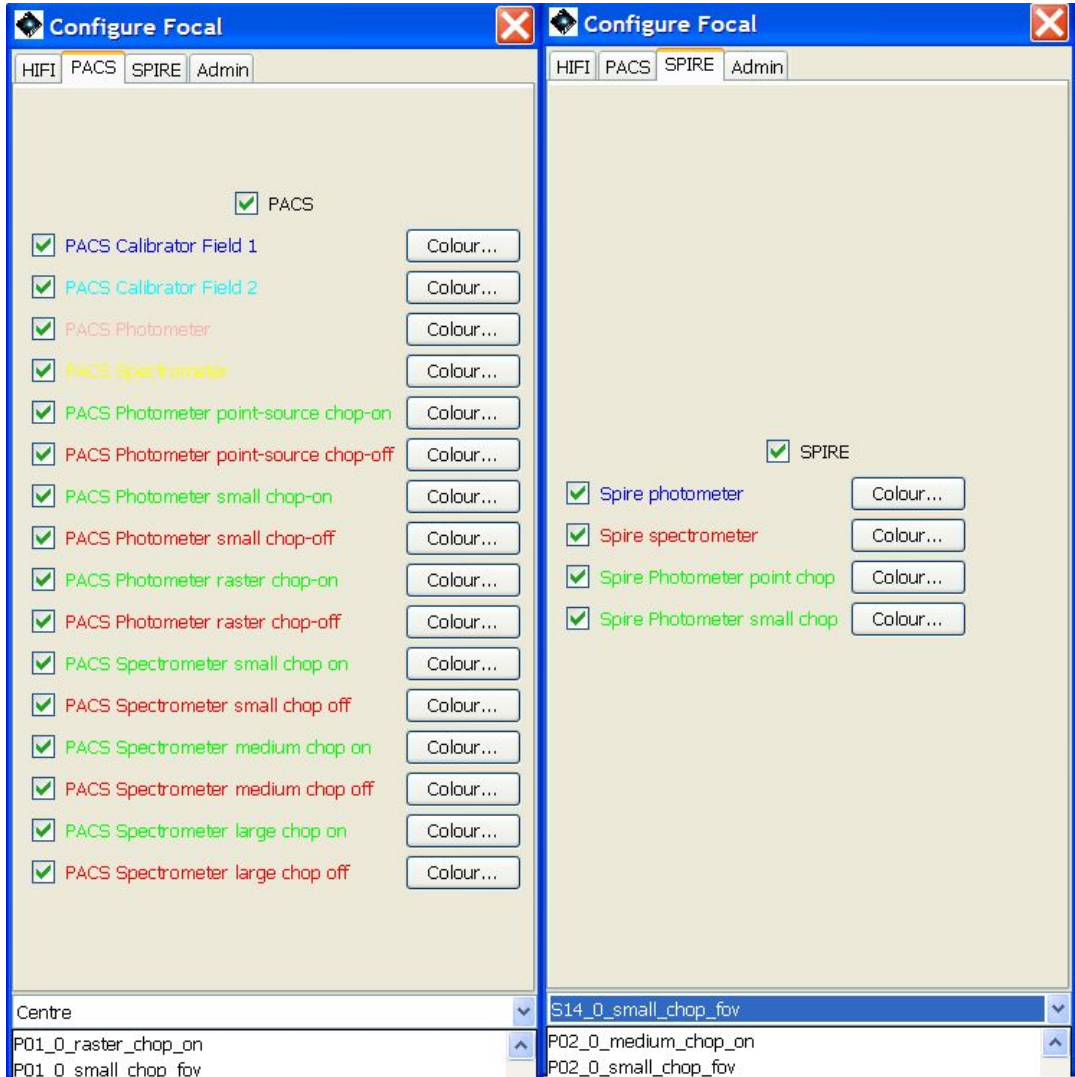 Configure Focal
HIFI PACS SPIRE Admin
PACS
PACS Calibrator Field 1 Colour...
PACS Calibrator Field 2 Colour...
PACS Photometer Colour...
PACS Spectrometer Colour...
PACS Photometer point-source chop-on Colour...
PACS Photometer point-source chop-off Colour...
PACS Photometer small chop-on Colour...
PACS Photometer small chop-off Colour...
PACS Photometer raster chop-on Colour...
PACS Photometer raster chop-off Colour...
PACS Spectrometer small chop on Colour...
PACS Spectrometer small chop off Colour...
PACS Spectrometer medium chop on Colour...
PACS Spectrometer medium chop off Colour...
PACS Spectrometer large chop on Colour...
PACS Spectrometer large chop off Colour...
Centre
P01_0_raster_chop_on
P01_0_small_chop_fov
Configure Focal
HIFI PACS SPIRE Admin
SPIRE
Spire photometer Colour...
Spire spectrometer Colour...
Spire Photometer point chop Colour...
Spire Photometer small chop Colour...
S14_0_small_chop_fov
P02_0_medium_chop_on
P02_0_small_chop_fov